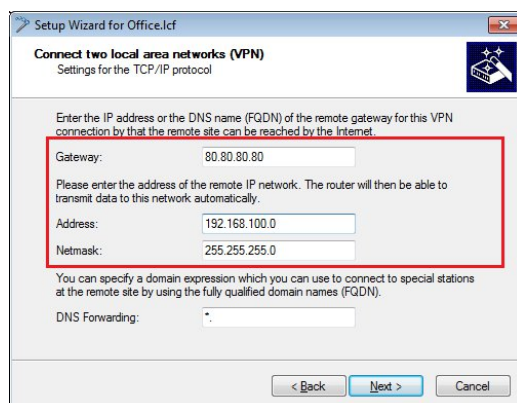 Setup Wizard for Office.lcf
Connect two local area networks (VPN)
Settings for the TCP/IP protocol
Enter the IP address or the DNS name (FQDN) of the remote gateway for this VPN
connection by that the remote site can be reached by the Internet.
Gateway: 80.80.80.80
Please enter the address of the remote IP network. The router will then be able to
transmit data to this network automatically.
Address: 192.168.100.0
Netmask: 255.255.255.0
You can specify a domain expression which you can use to connect to special stations
at the remote site by using the fully qualified domain names (FQDN).
DNS Forwarding: *.
< Back Next > Cancel